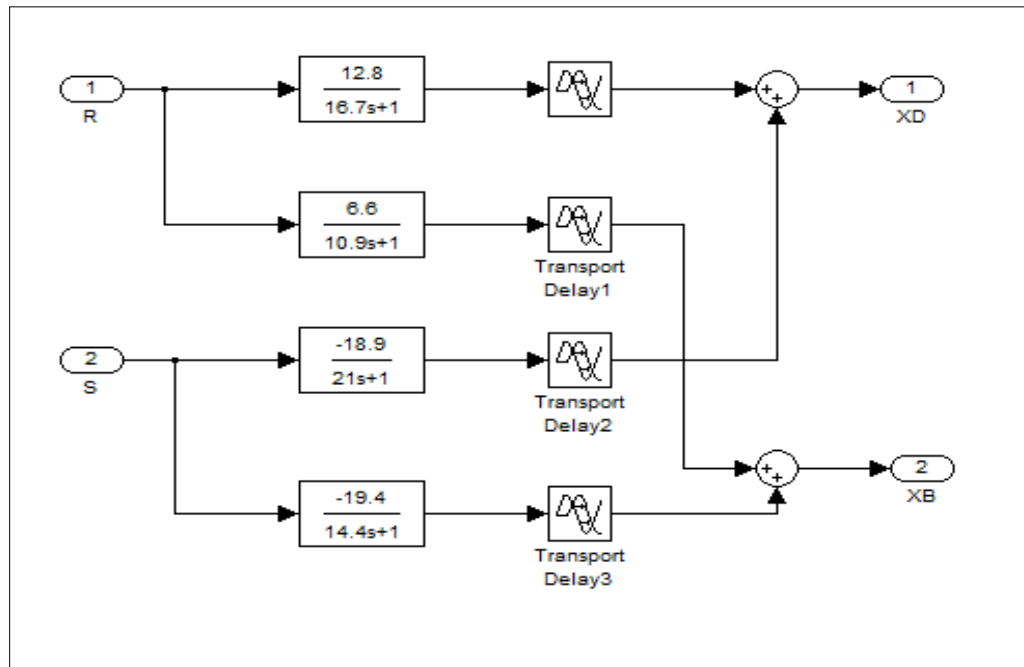 12.8
16.7s+1
1
R
1
XD
6.6
10.9s+1
Transport
Delay1
-18.9
21s+1
2
S
Transport
Delay2
-19.4
14.4s+1
2
XB
Transport
Delay3